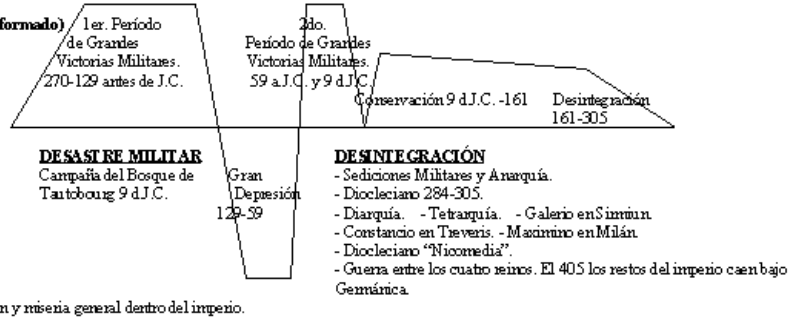 formado) 1er. Período
de Grandes
Victorias Militares.
270-129 antes de J.C.
2do.
Período de Grandes
Victorias Militares.
59 a.J.C. y 9 d.J.C.
Conservación 9 d.J.C. -161
Desintegración
161-305
DESASTRE MILITAR
Campaña del Bosque de
Tautobourg 9 d.J.C.
Gran
Depresión
129-59
DESINTEGRACIÓN
- Sediciones Militares y Anarquía.
- Diocleciano 284-305.
- Diarquía. - Tetrarquía. - Galerio en Sirmiun.
- Constancio en Treveris. - Maximino en Milán.
- Diocleciano "Nicomedia".
- Guerra entre los cuatro reinos. El 405 los restos del imperio caen bajo
Germánica.
n y miseria general dentro del imperio.